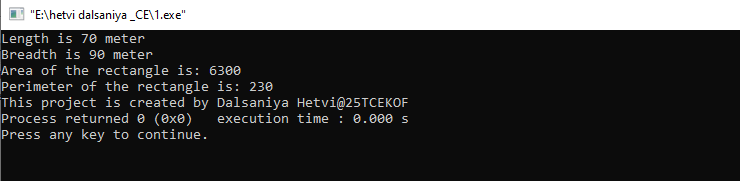 "E:\hetvi dalsaniya _CE\1.exe"
Length is 70 meter
Breadth is 90 meter
Area of the rectangle is: 6300
Perimeter of the rectangle is: 230
This project is created by Dalsaniya Hetvi@25TCEKOF
Process returned 0 (0x0)   execution time : 0.000 s
Press any key to continue.